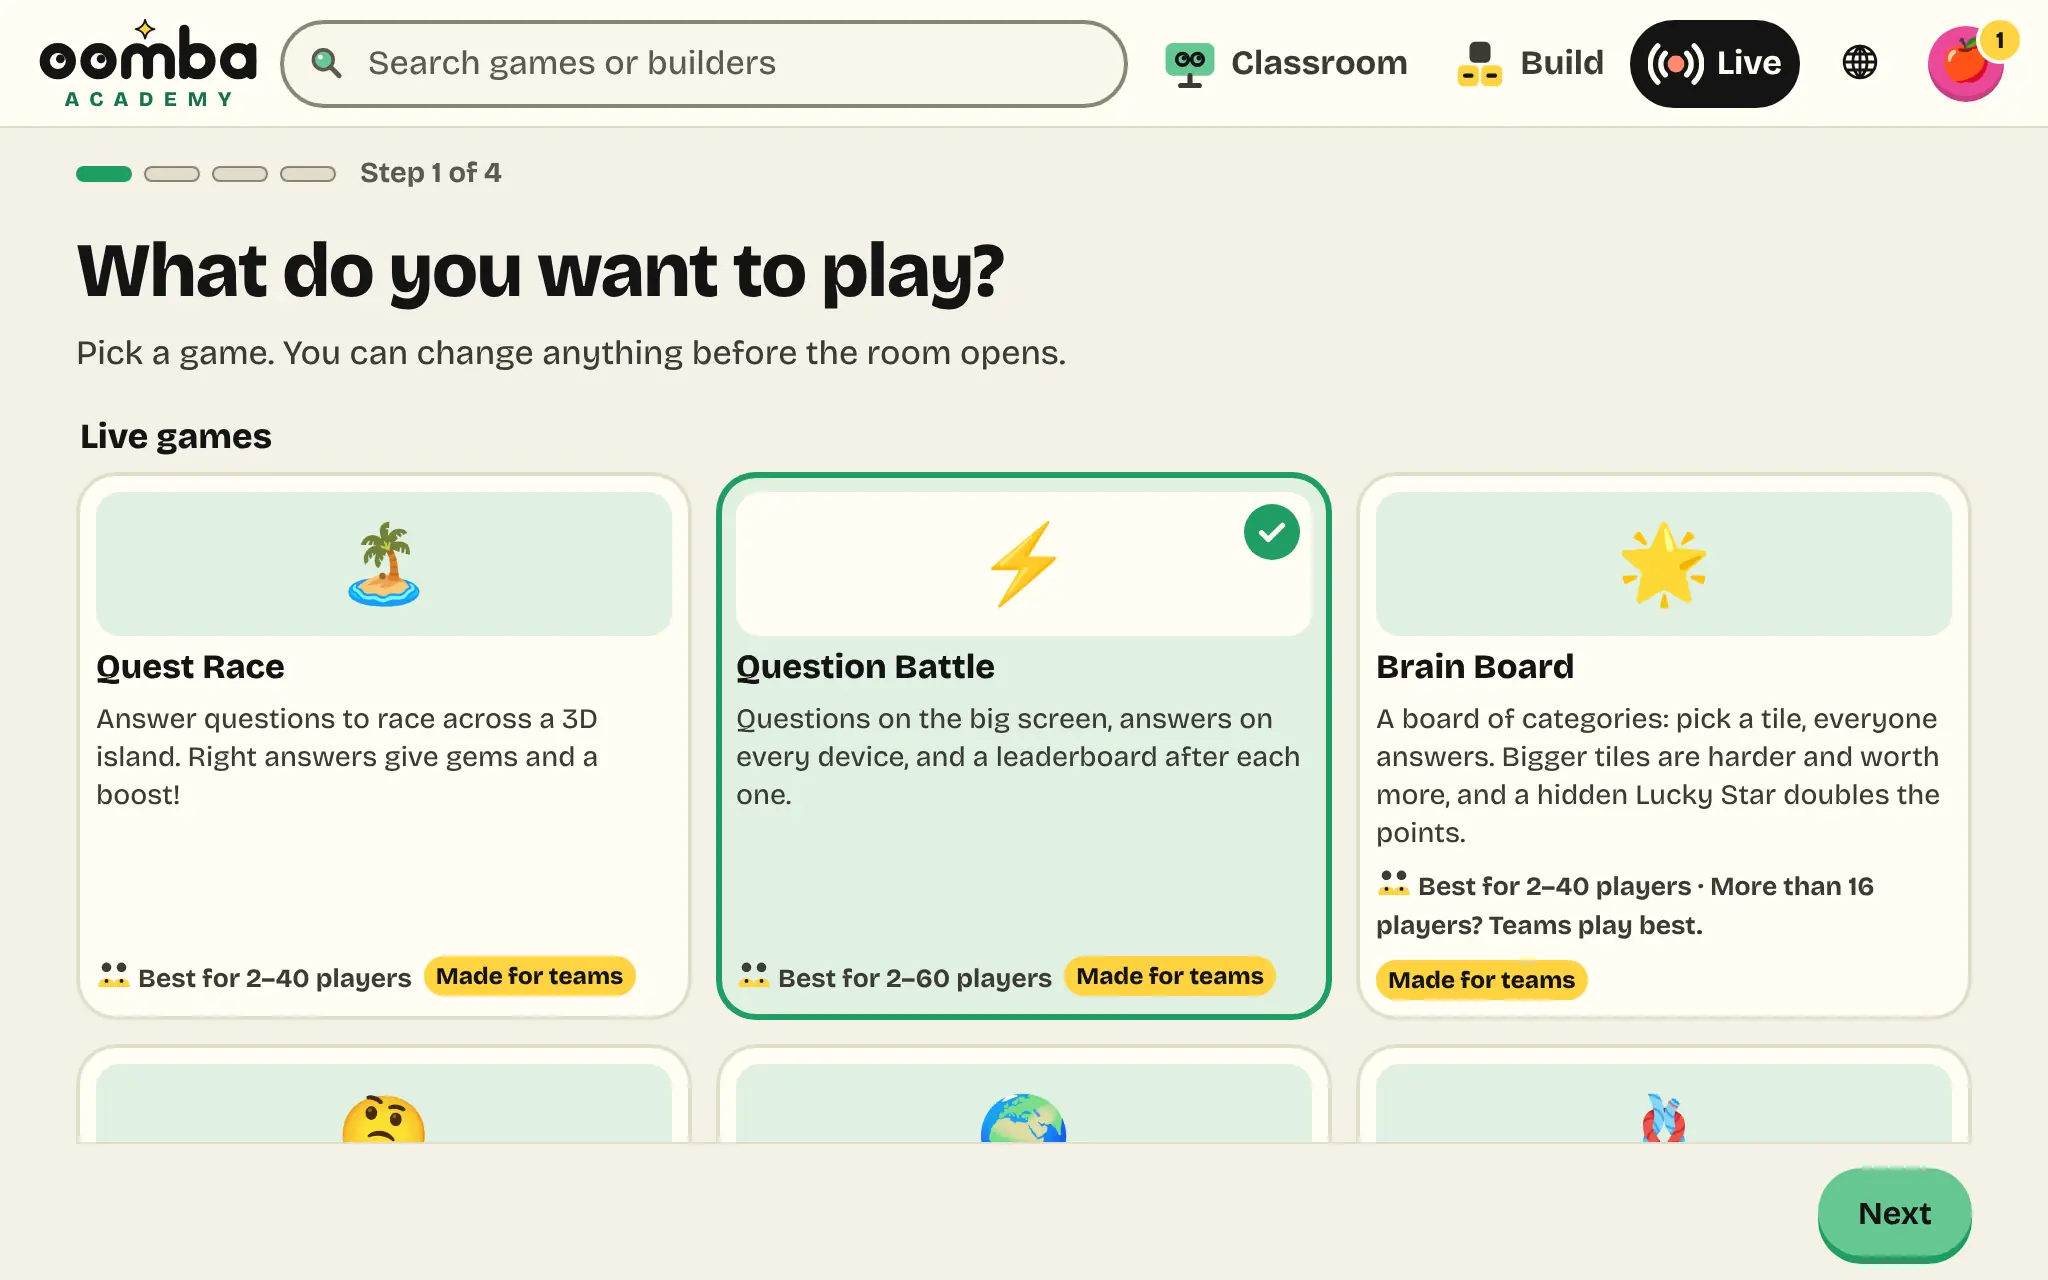 oomba
ACADEMY
Search games or builders
Classroom
Build
Live
1
Step 1 of 4
What do you want to play?
Pick a game. You can change anything before the room opens.
Live games
Quest Race
Answer questions to race across a 3D
island. Right answers give gems and a
boost!
Best for 2–40 players
Made for teams
Question Battle
Questions on the big screen, answers on
every device, and a leaderboard after each
one.
Best for 2–60 players
Made for teams
Brain Board
A board of categories: pick a tile, everyone
answers. Bigger tiles are harder and worth
more, and a hidden Lucky Star doubles the
points.
Best for 2–40 players · More than 16
players? Teams play best.
Made for teams
Next